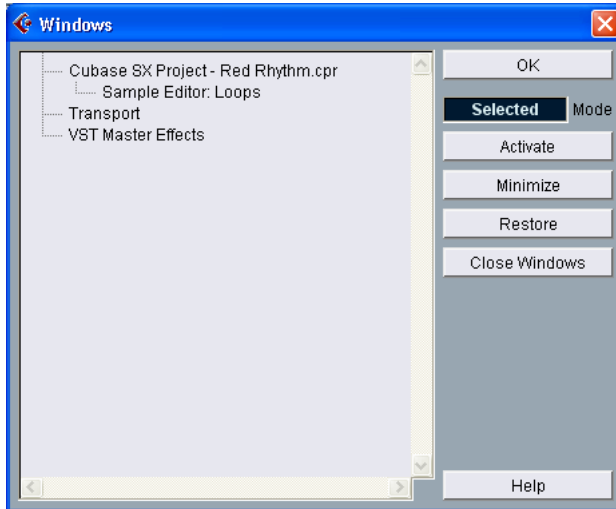 Windows
Cubase SX Project - Red Rhythm.cpr
Sample Editor: Loops
Transport
VST Master Effects
OK
Selected Mode
Activate
Minimize
Restore
Close Windows
Help